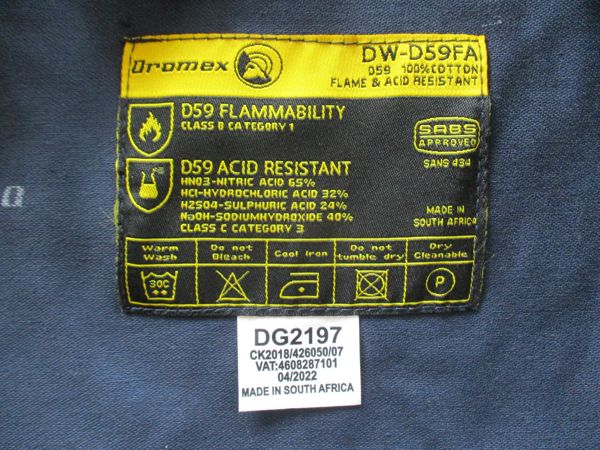 Dromex
DW-D59FA
D59 100% COTTON
FLAME & ACID RESISTANT
D59 FLAMMABILITY
CLASS B CATEGORY 1
SABS
APPROVED
SANS 434
D59 ACID RESISTANT
HNO3-NITRIC ACID 65%
HCl-HYDROCHLORIC ACID 32%
H2SO4-SULPHURIC ACID 24%
NaOH-SODIUMHYDROXIDE 40%
CLASS C CATEGORY 3
MADE IN
SOUTH AFRICA
Warm Wash
Do not Bleach
Cool Iron
Do not tumble dry
Dry Cleanable
30C
P
DG2197
CK2018/426050/07
VAT:4608287101
04/2022
MADE IN SOUTH AFRICA